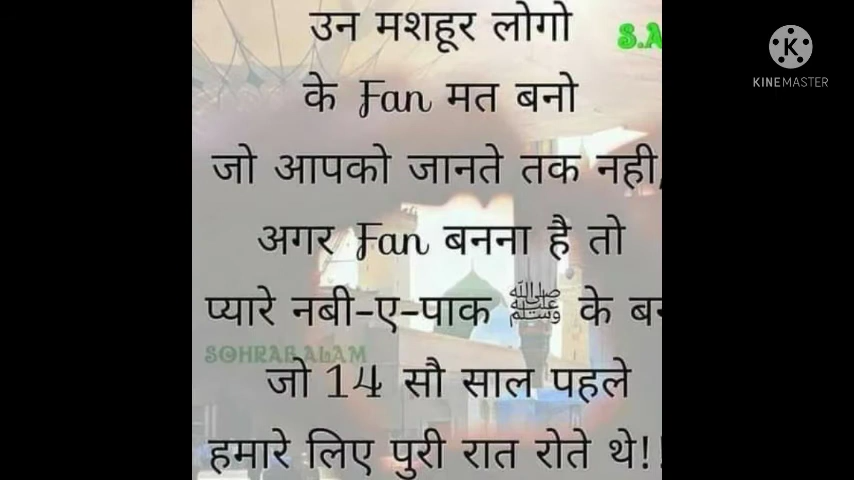 उन मशहूर लोगो
S.A
KINEMASTER
के Fan मत बनो
जो आपको जानते तक नही,
अगर Fan बनना है तो
प्यारे नबी-ए-पाक ﷺ के
SOHRAB ALAM
जो 14 सौ साल पहले
हमारे लिए पुरी रात रोते थे!!